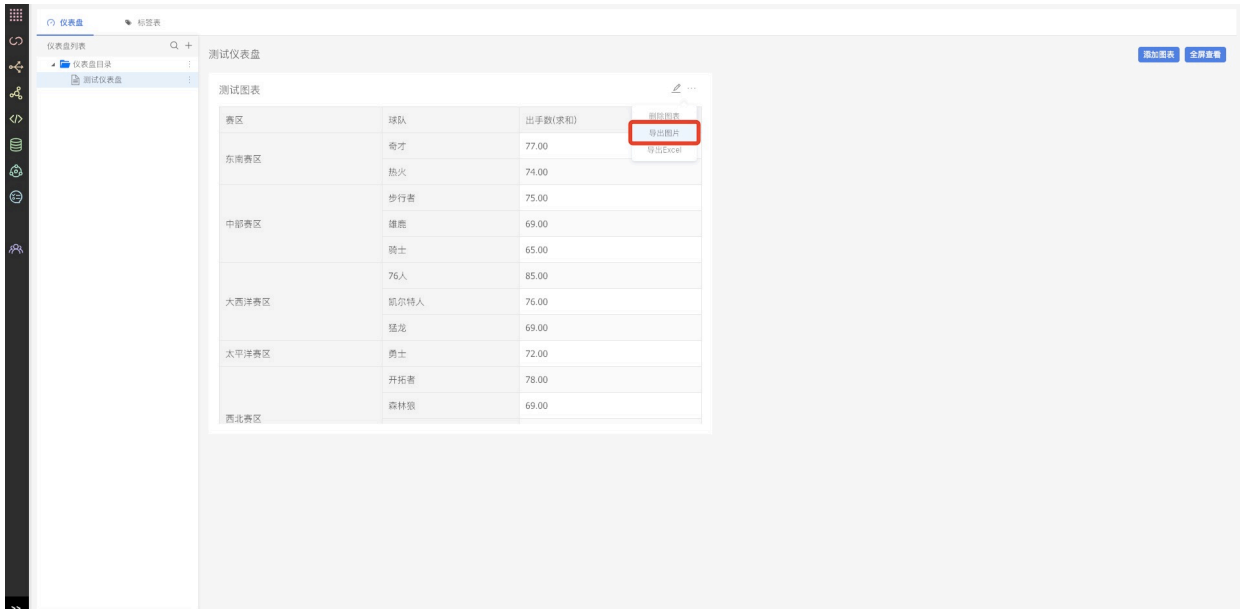 仪表盘 标签表
仪表盘列表
仪表盘目录
测试仪表盘
测试仪表盘
添加图表 全屏查看
测试图表
删除图表
导出图片
导出Excel
赛区 球队 出手数(求和)
东南赛区 奇才 77.00
热火 74.00
中部赛区 步行者 75.00
雄鹿 69.00
骑士 65.00
大西洋赛区 76人 85.00
凯尔特人 76.00
猛龙 69.00
太平洋赛区 勇士 72.00
西北赛区 开拓者 78.00
森林狼 69.00